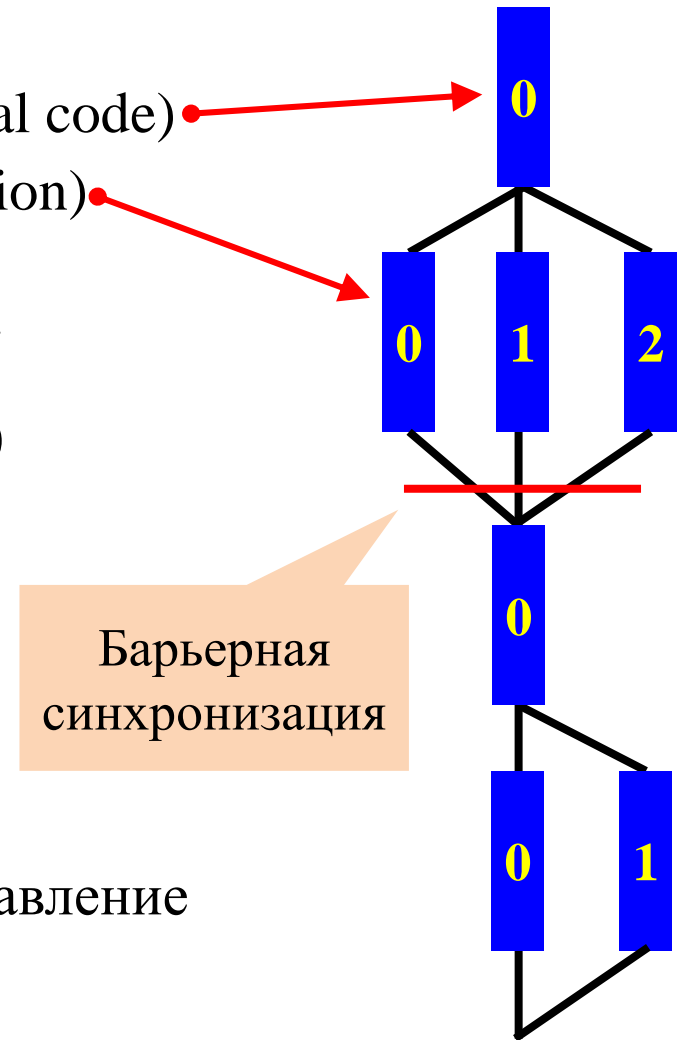 0
al code)
ion)
0 1 2
)
0
Барьерная
синхронизация
0 1
авление